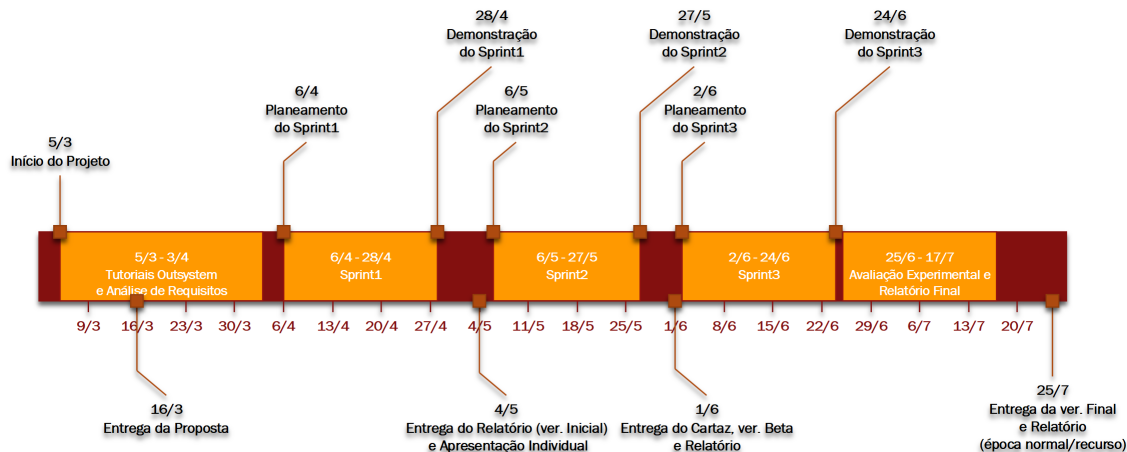 28/4
Demonstração
do Sprint1
27/5
Demonstração
do Sprint2
24/6
Demonstração
do Sprint3
6/4
Planeamento
do Sprint1
6/5
Planeamento
do Sprint2
2/6
Planeamento
do Sprint3
5/3
Início do Projeto
5/3 - 3/4
Tutoriais Outsystem
e Análise de Requisitos
6/4 - 28/4
Sprint1
6/5 - 27/5
Sprint2
2/6 - 24/6
Sprint3
25/6 - 17/7
Avaliação Experimental e
Relatório Final
9/3 16/3 23/3 30/3 6/4 13/4 20/4 27/4 4/5 11/5 18/5 25/5 1/6 8/6 15/6 22/6 29/6 6/7 13/7 20/7
16/3
Entrega da Proposta
4/5
Entrega do Relatório (ver. Inicial)
e Apresentação Individual
1/6
Entrega do Cartaz, ver. Beta
e Relatório
25/7
Entrega da ver. Final
e Relatório
(época normal/recurso)